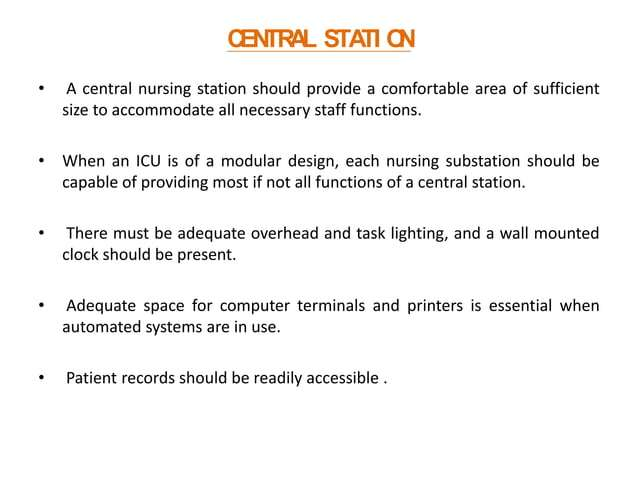 CENTRAL STATION
• A central nursing station should provide a comfortable area of sufficient
size to accommodate all necessary staff functions.
• When an ICU is of a modular design, each nursing substation should be
capable of providing most if not all functions of a central station.
• There must be adequate overhead and task lighting, and a wall mounted
clock should be present.
• Adequate space for computer terminals and printers is essential when
automated systems are in use.
• Patient records should be readily accessible .